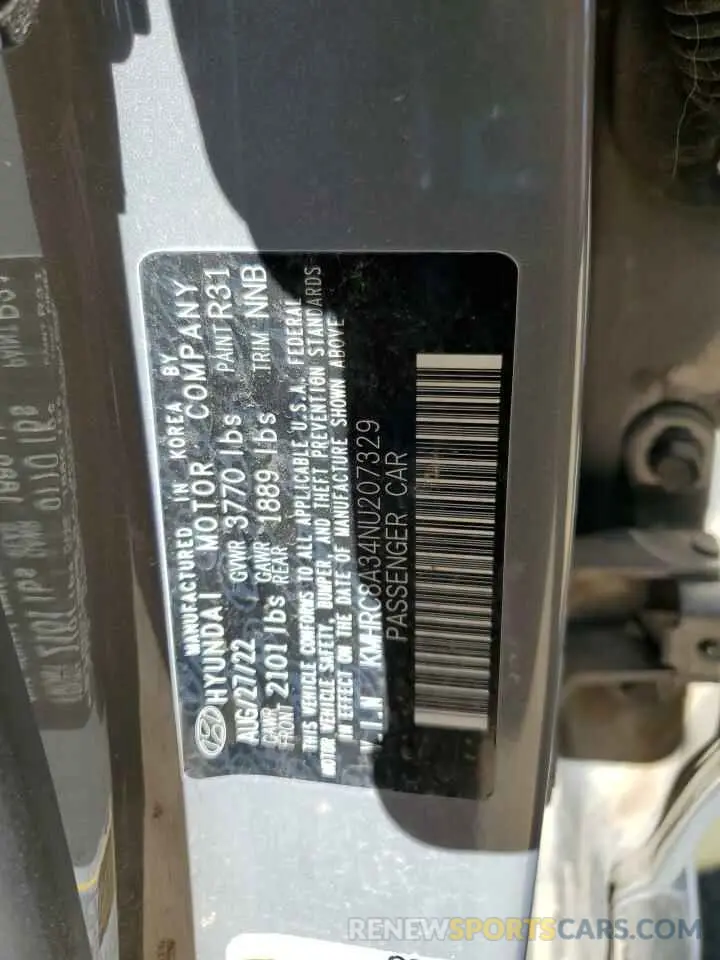 MANUFACTURED IN KOREA BY
HYUNDAI MOTOR COMPANY
AUG/27/22 GVWR 3770 lbs PAINT R31
GAWR FRONT 2101 lbs GAWR REAR 1889 lbs TRIM NNB
THIS VEHICLE CONFORMS TO ALL APPLICABLE U.S.A. FEDERAL
MOTOR VEHICLE SAFETY, BUMPER, AND THEFT PREVENTION STANDARDS
IN EFFECT ON THE DATE OF MANUFACTURE SHOWN ABOVE
V.I.N KMHRC8A34NU207329
PASSENGER CAR
RENEWSPORTSCARS.COM